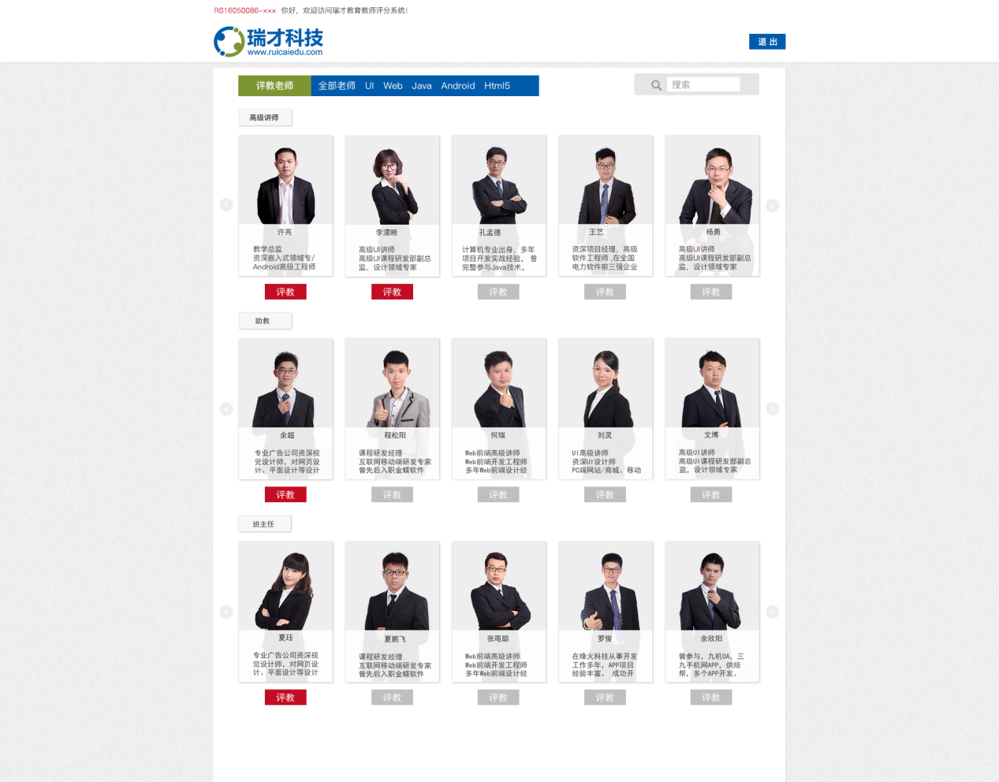 RS16050086-××× 你好，欢迎访问瑞才教育教师评分系统！
瑞才科技
www.ruicaiedu.com
退 出
评教老师 全部老师 UI Web Java Android Html5
搜索
高级讲师
许亮
教学总监
资深嵌入式领域专/
Android高级工程师
李濛晰
高级UI讲师
高级UI课程研发部副总
监，设计领域专家
孔孟德
计算机专业出身，多年
项目开发实战经验。 曾
完整参与Java技术。
王艺
资深项目经理，高级
软件工程师 ,在全国
电力软件前三强企业
杨勇
高级UI讲师
高级UI课程研发部副总
监，设计领域专家
评教 评教 评教 评教 评教
助教
余超
专业广告公司资深视
觉设计师，对网页设
计、平面设计等设计
程松阳
课程研发经理
互联网移动端研发专家
曾先后入职金蝶软件
何瑞
Web前端高级讲师
Web前端开发工程师
多年Web前端设计经
刘灵
UI高级讲师
资深UI设计师
PC端网站/商城、移动
文博
高级UI讲师
高级UI课程研发部副总
监，设计领域专家
评教 评教 评教 评教 评教
班主任
夏珏
专业广告公司资深视
觉设计师，对网页设
计、平面设计等设计
夏鹏飞
课程研发经理
互联网移动端研发专家
曾先后入职金蝶软件
张黾聪
Web前端高级讲师
Web前端开发工程师
多年Web前端设计经
罗俊
在烽火科技从事开发
工作多年，APP项目
经验丰富。 成功开
余欣阳
曾参与，九机OA，三
九手机网APP，烘焙
帮，多个APP开发。
评教 评教 评教 评教 评教